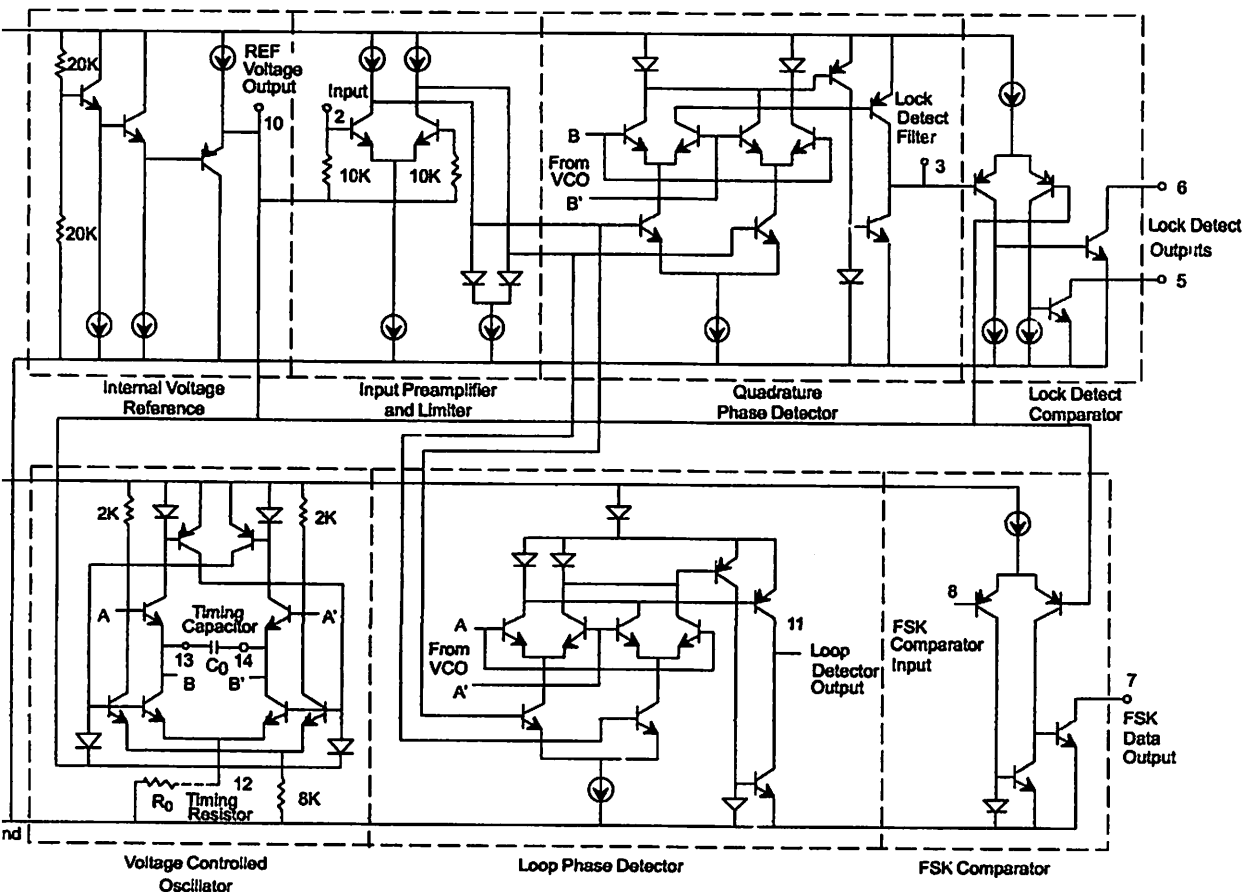 20K
REF
Voltage
Output
10
20K
Input
2
10K
10K
B
From
VCO
B'
Lock
Detect
Filter
3
6
Lock Detect
Outputs
5
Internal Voltage
Reference
Input Preamplifier
and Limiter
Quadrature
Phase Detector
Lock Detect
Comparator
2K
2K
A
Timing
Capacitor
A'
13
C0
14
B
B'
12
R0
Timing
Resistor
8K
A
From
VCO
A'
11
Loop
Detector
Output
8
FSK
Comparator
Input
7
FSK
Data
Output
nd
Voltage Controlled
Oscillator
Loop Phase Detector
FSK Comparator